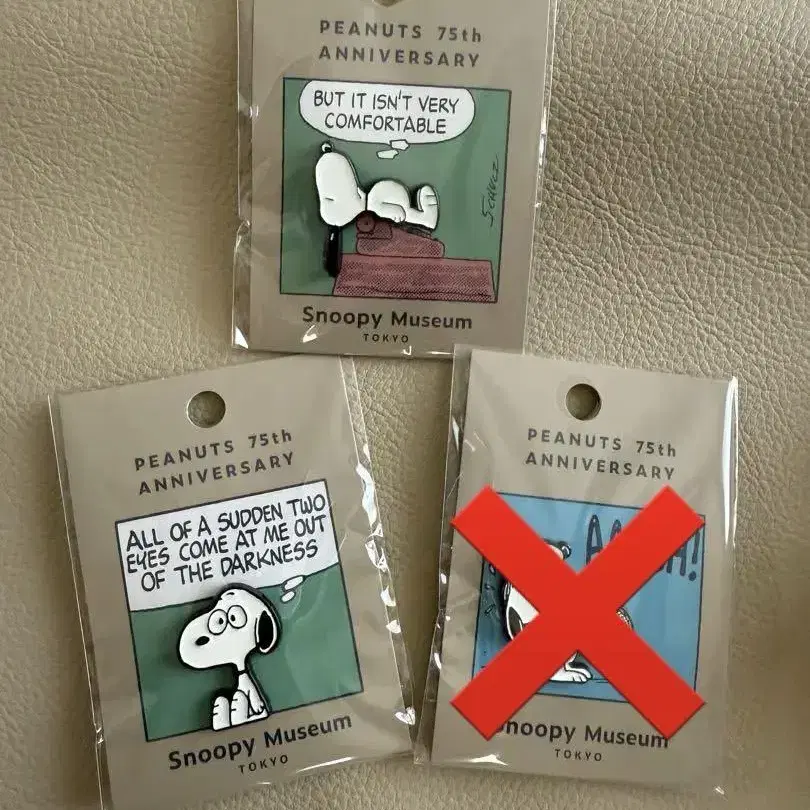 PEANUTS 75th
ANNIVERSARY
BUT IT ISN'T VERY
COMFORTABLE
SCHULZ
Snoopy Museum
TOKYO
PEANUTS 75th
ANNIVERSARY
ALL OF A SUDDEN TWO
EYES COME AT ME OUT
OF THE DARKNESS
Snoopy Museum
TOKYO
PEANUTS 75th
ANNIVERSARY
Snoopy Museum
TOKYO